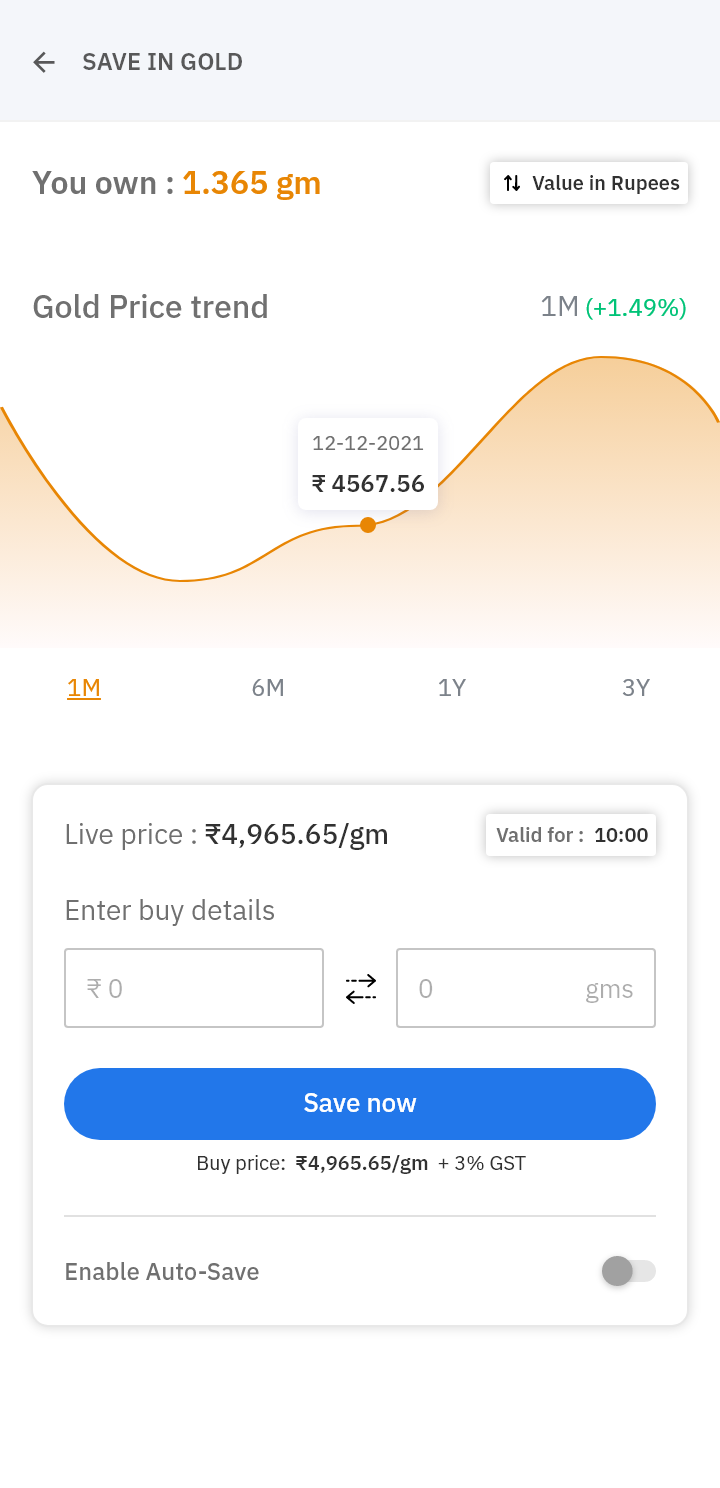 SAVE IN GOLD
You own : 1.365 gm
Value in Rupees
Gold Price trend
1M (+1.49%)
12-12-2021
₹ 4567.56
1M 6M 1Y 3Y
Live price : ₹4,965.65/gm
Valid for : 10:00
Enter buy details
₹ 0
0 gms
Save now
Buy price: ₹4,965.65/gm + 3% GST
Enable Auto-Save